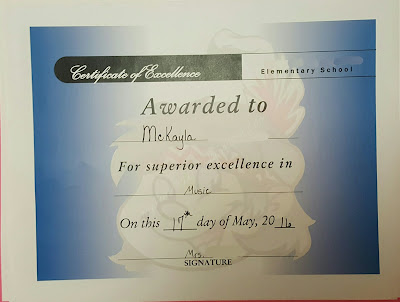 Certificate of Excellence
Elementary School
Awarded to
McKayla
For superior excellence in
Music
On this 17th day of May, 2016
Mrs.
SIGNATURE